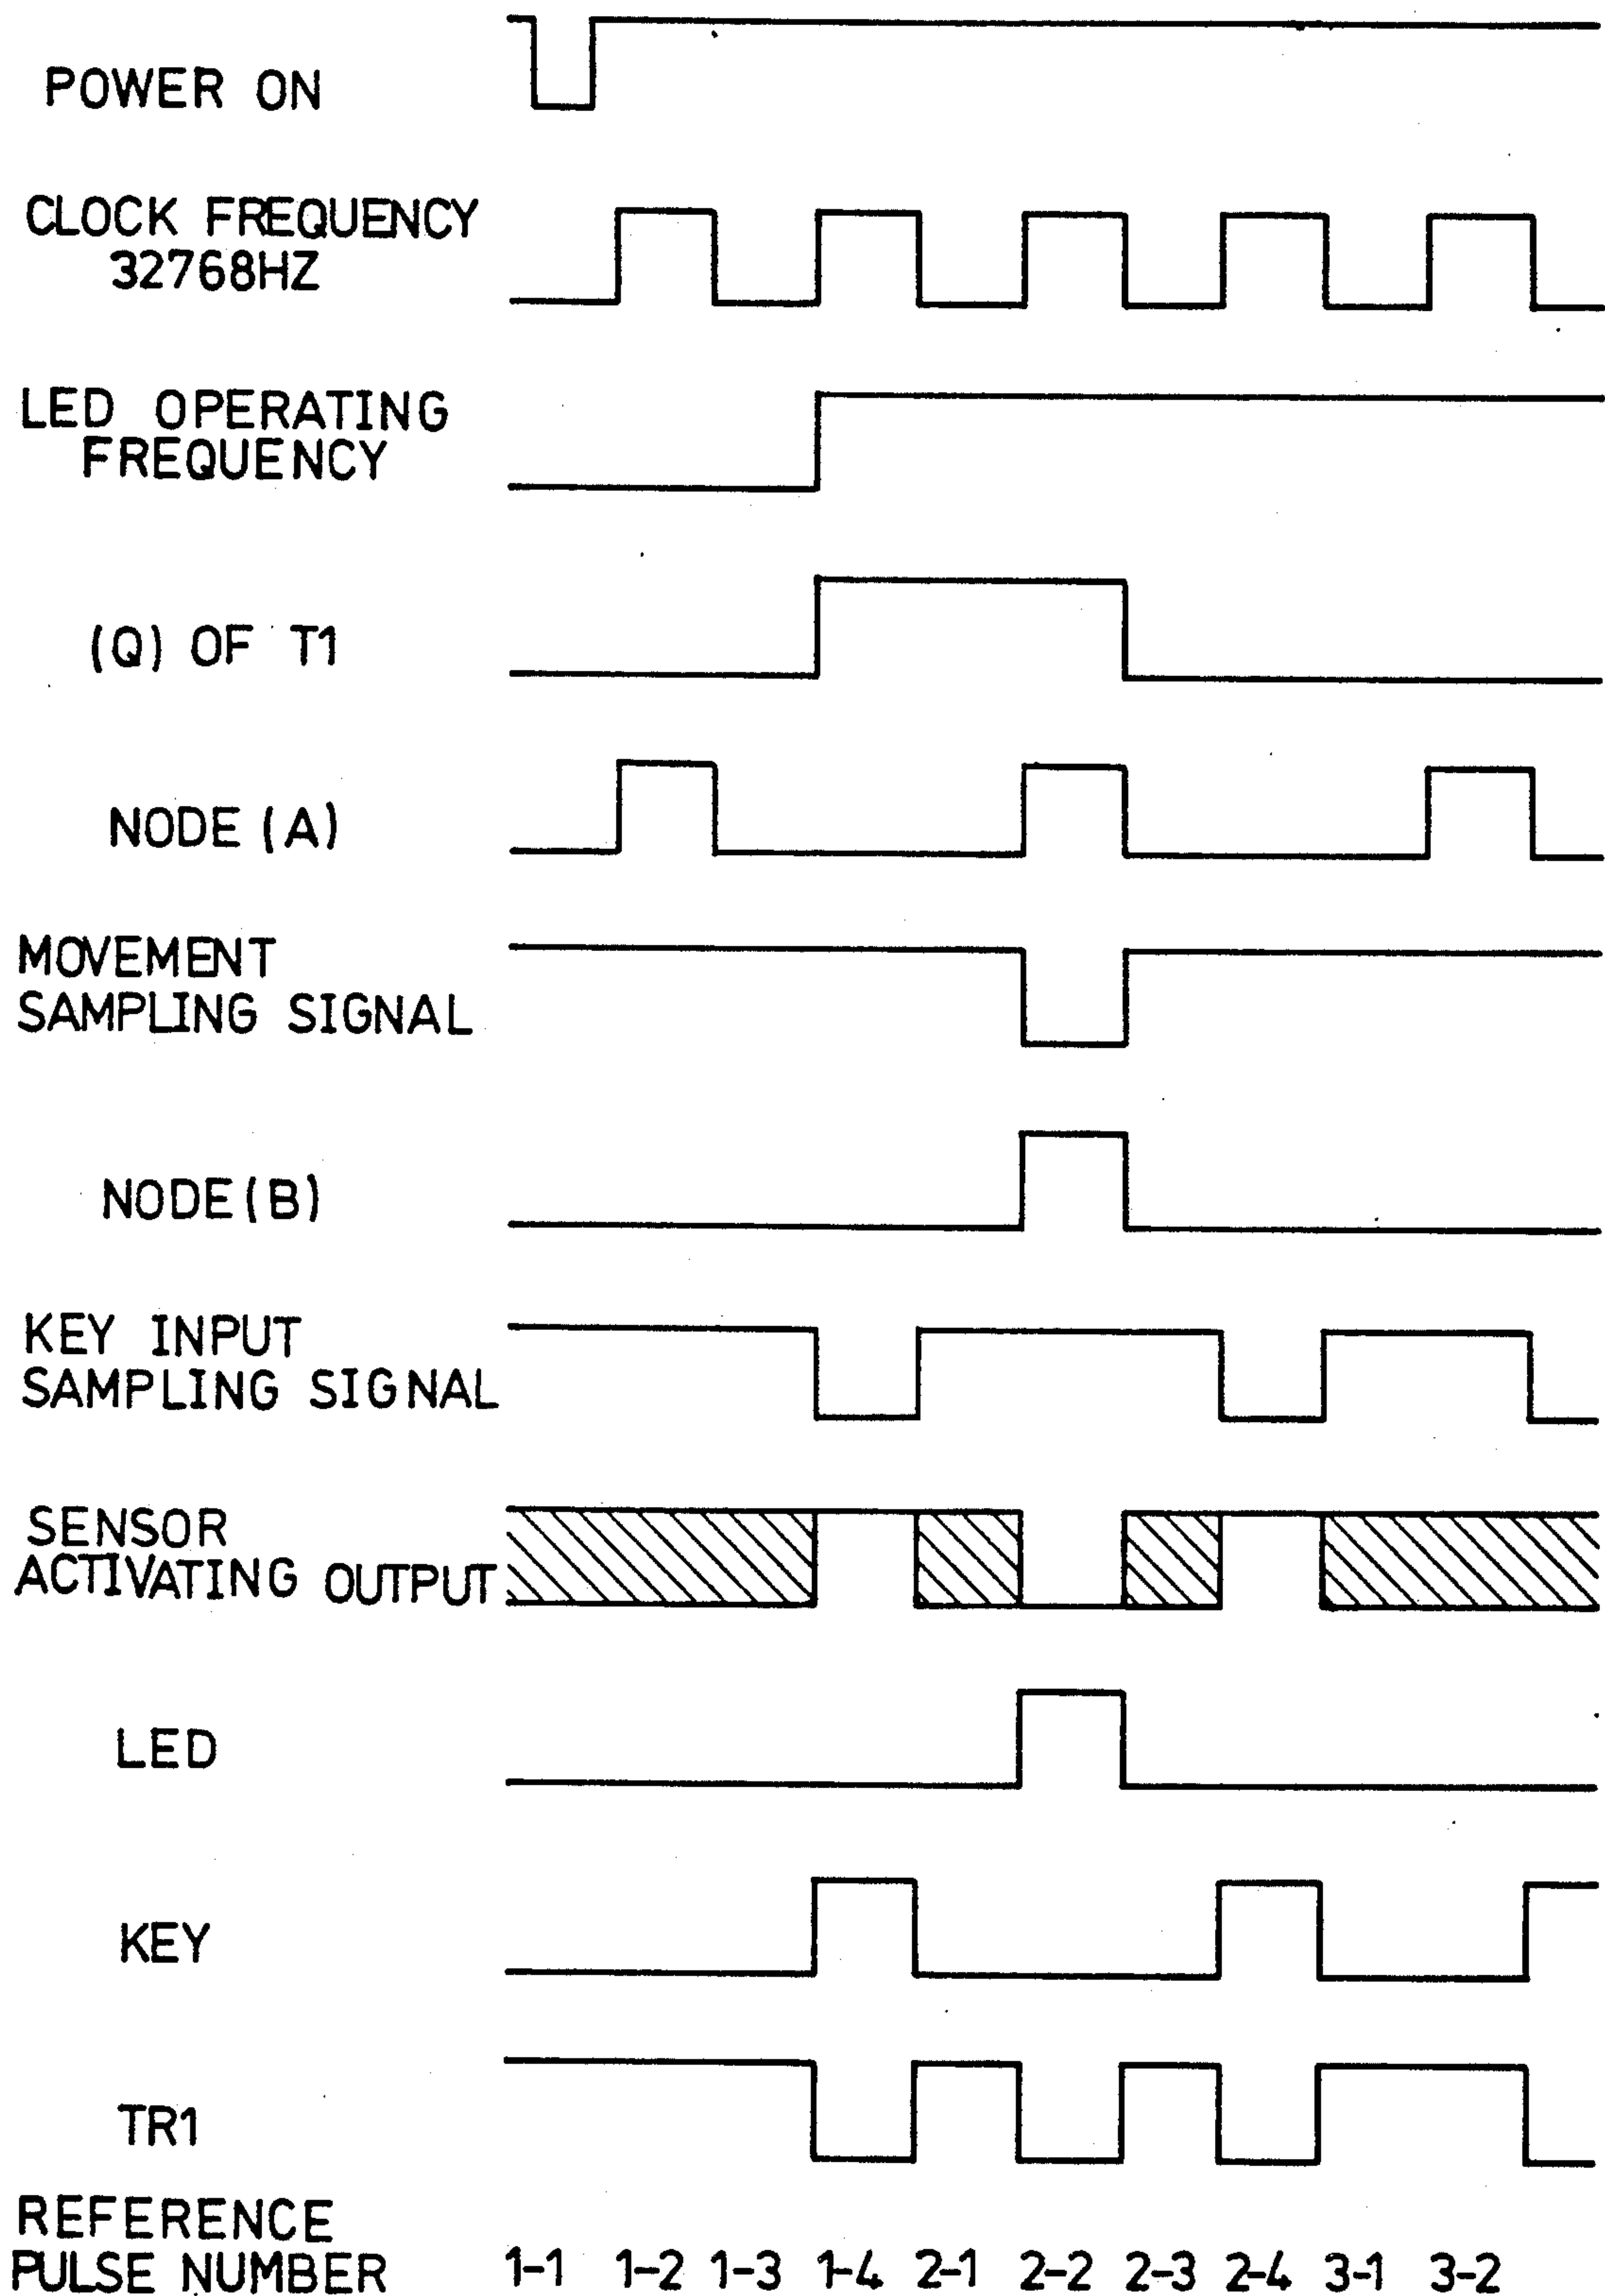 POWER ON
CLOCK FREQUENCY
32768HZ
LED OPERATING
FREQUENCY
(Q) OF T1
NODE (A)
MOVEMENT
SAMPLING SIGNAL
NODE (B)
KEY INPUT
SAMPLING SIGNAL
SENSOR
ACTIVATING OUTPUT
LED
KEY
TR1
REFERENCE
PULSE NUMBER 1-1 1-2 1-3 1-4 2-1 2-2 2-3 2-4 3-1 3-2